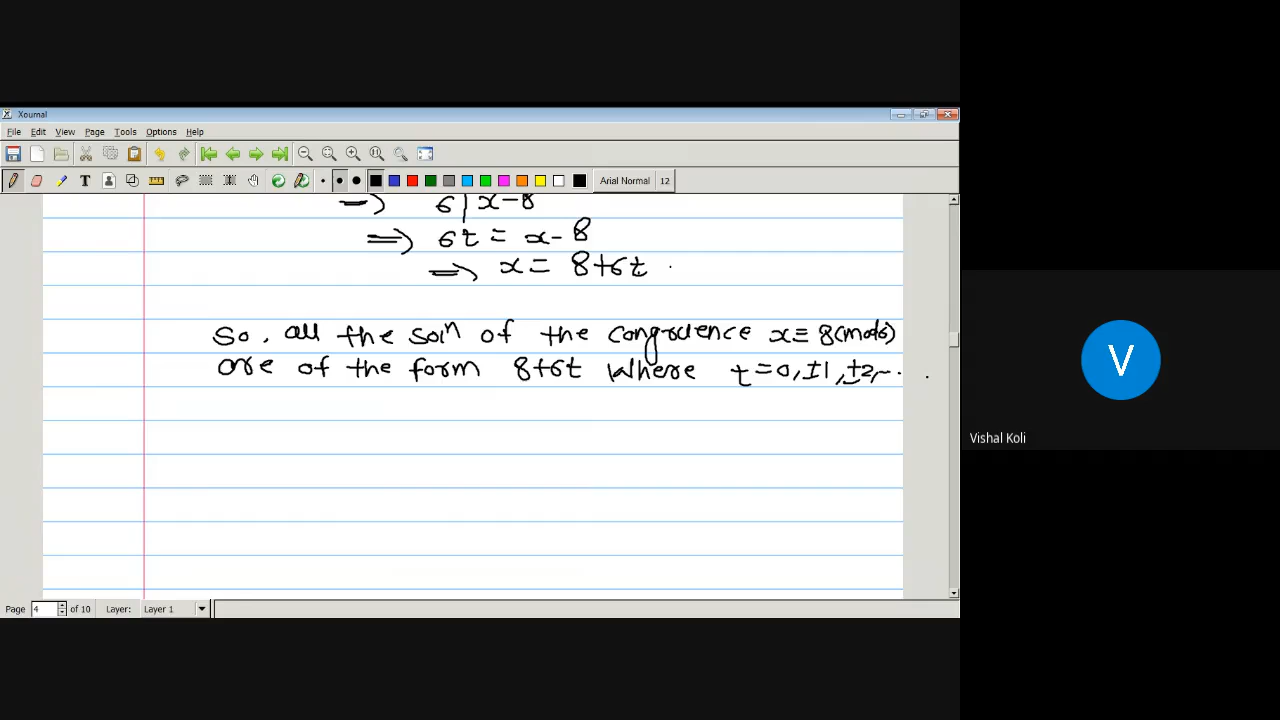 Xournal
File Edit View Page Tools Options Help
Arial Normal 12
=> 6 | x-8
=> 6t = x-8
=> x = 8+6t .
So, all the soln of the congruence x ≡ 8(mod6)
are of the form 8+6t where t=0, ±1, ±2, ...
V
Vishal Koli
Page 4 of 10 Layer: Layer 1